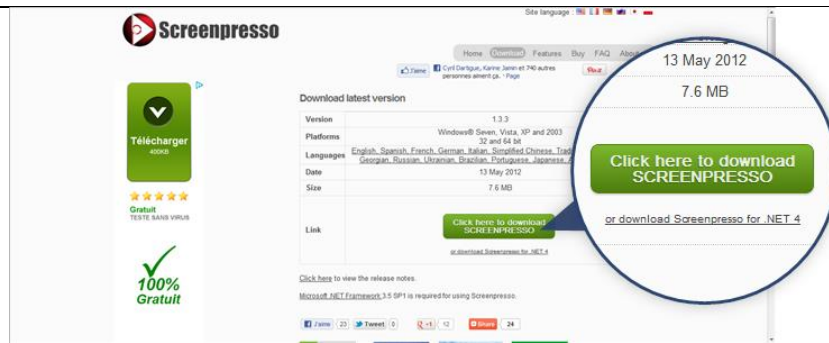 Site language :
Screenpresso
Home Download Features Buy FAQ About
J'aime
Cyril Dartigue, Karine Jamin et 740 autres
personnes aiment ça. · Page
Download latest version
Version 1.3.3
Platforms Windows® Seven, Vista, XP and 2003
32 and 64 bit
Languages English, Spanish, French, German, Italian, Simplified Chinese,
Georgian, Russian, Ukrainian, Brazilian, Portuguese, Japanese,
Date 13 May 2012
Size 7.6 MB
Link Click here to download
SCREENPRESSO
or download Screenpresso for .NET 4
Click here to view the release notes.
Microsoft .NET Framework 3.5 SP1 is required for using Screenpresso.
J'aime 23 Tweet 0 +1 12 Share 24
Télécharger
400KB
Gratuit
TESTE SANS VIRUS
100%
Gratuit
13 May 2012
7.6 MB
Click here to download
SCREENPRESSO
or download Screenpresso for .NET 4